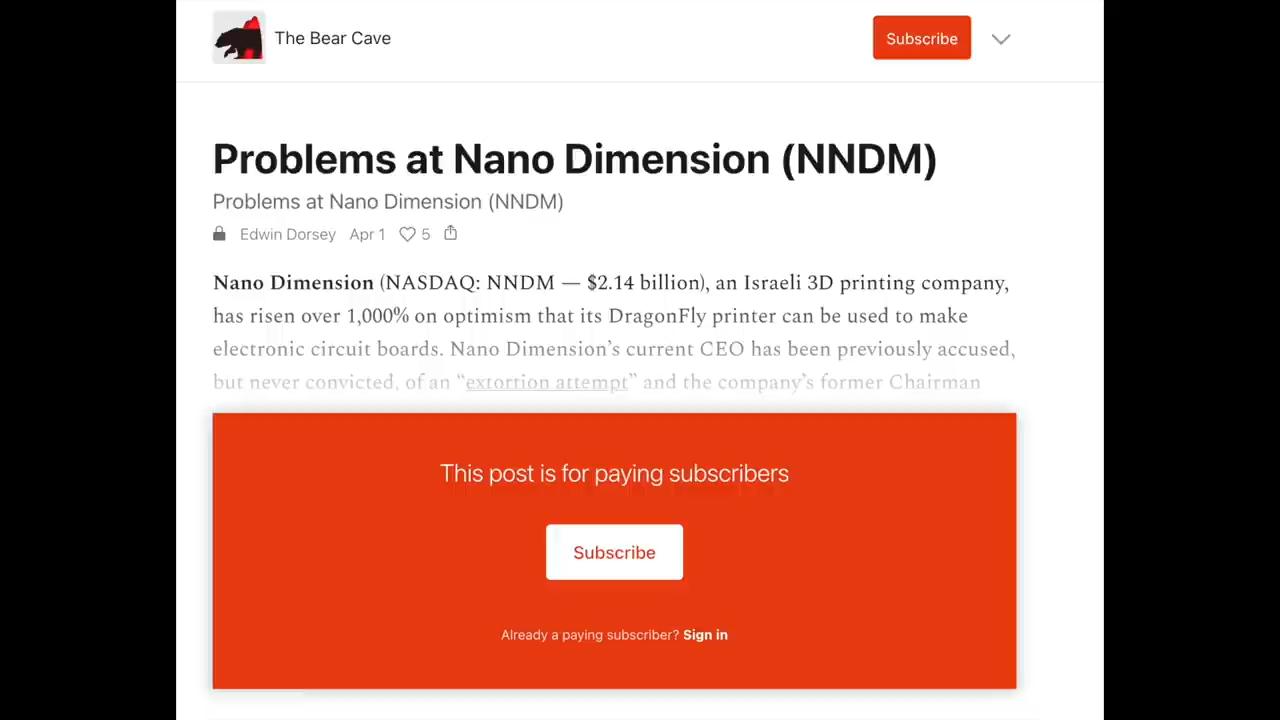 The Bear Cave
Subscribe
Problems at Nano Dimension (NNDM)
Problems at Nano Dimension (NNDM)
Edwin Dorsey Apr 1 5
Nano Dimension (NASDAQ: NNDM — $2.14 billion), an Israeli 3D printing company,
has risen over 1,000% on optimism that its DragonFly printer can be used to make
electronic circuit boards. Nano Dimension’s current CEO has been previously accused,
but never convicted, of an “extortion attempt” and the company’s former Chairman
This post is for paying subscribers
Subscribe
Already a paying subscriber? Sign in